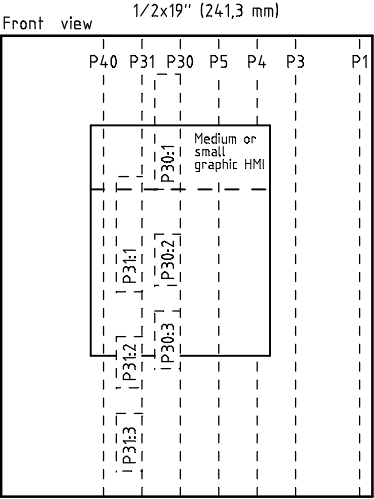 1/2x19" (241,3 mm)
Front view
P40 P31 P30 P5 P4 P3 P1
Medium or
small
graphic HMI
P30:1
P31:1
P30:2
P31:2
P30:3
P31:3